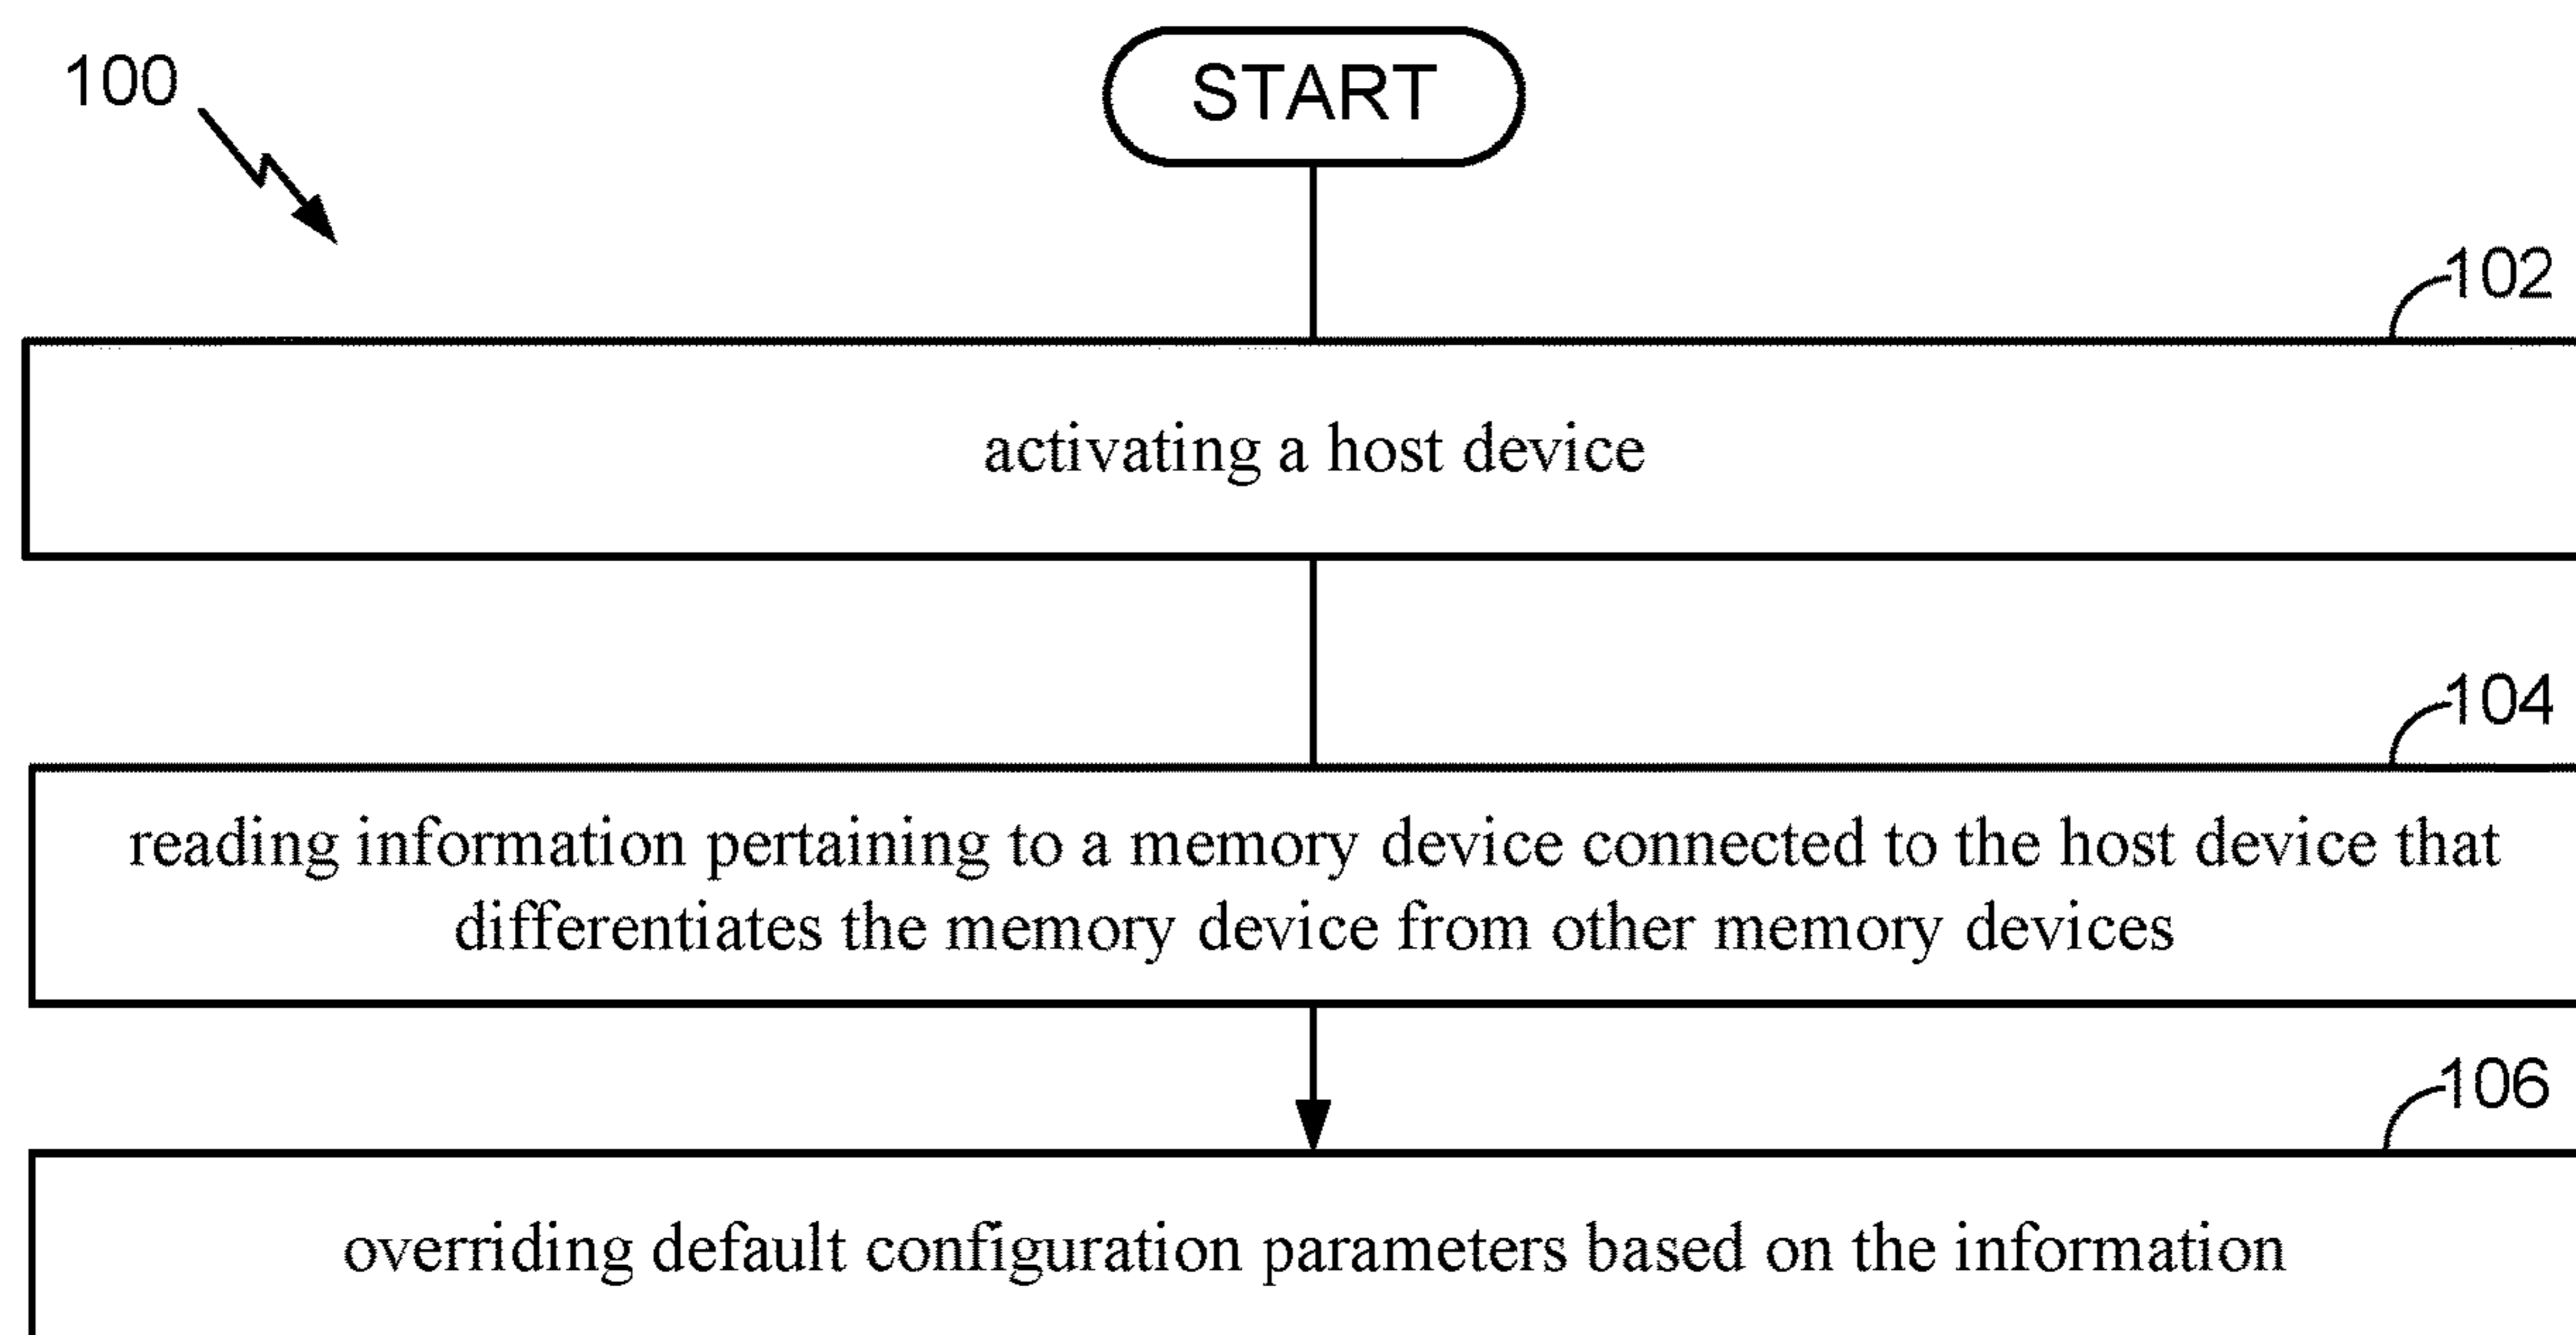 100
START
102
activating a host device
104
reading information pertaining to a memory device connected to the host device that
differentiates the memory device from other memory devices
106
overriding default configuration parameters based on the information